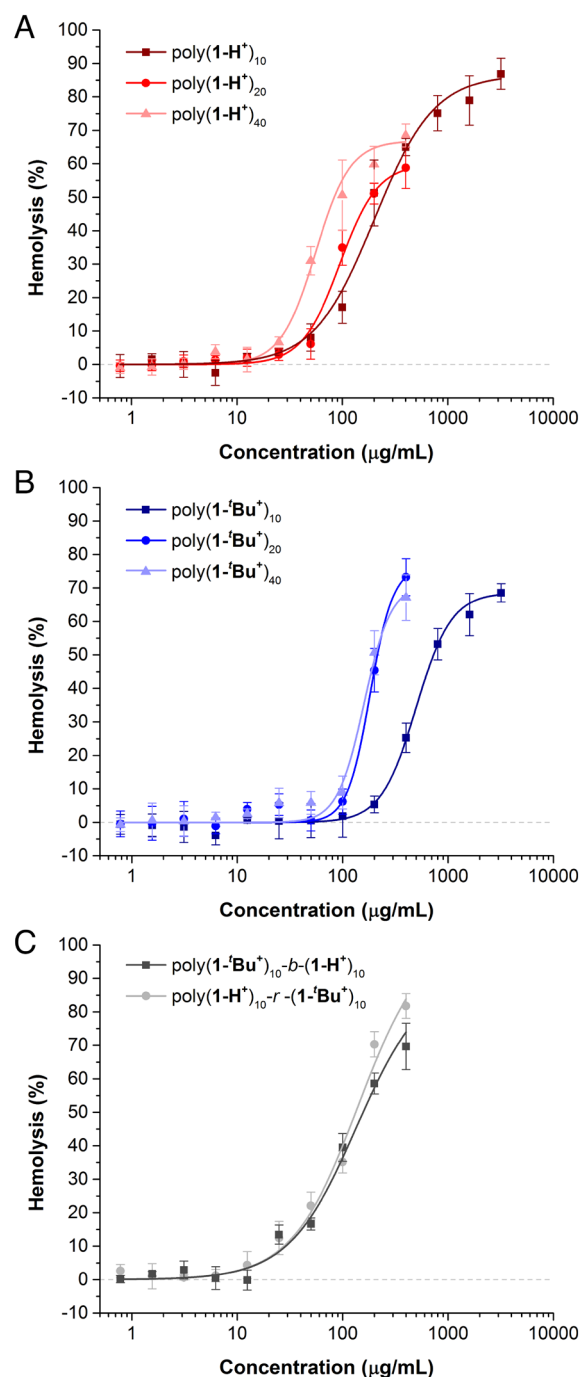 A
100
90
80
70
60
50
40
30
20
10
0
-10
Hemolysis (%)
poly(1-H⁺)₁₀
poly(1-H⁺)₂₀
poly(1-H⁺)₄₀
1 10 100 1000 10000
Concentration (μg/mL)
B
100
90
80
70
60
50
40
30
20
10
0
-10
Hemolysis (%)
poly(1-ᵗBu⁺)₁₀
poly(1-ᵗBu⁺)₂₀
poly(1-ᵗBu⁺)₄₀
1 10 100 1000 10000
Concentration (μg/mL)
C
100
90
80
70
60
50
40
30
20
10
0
-10
Hemolysis (%)
poly(1-ᵗBu⁺)₁₀-b-(1-H⁺)₁₀
poly(1-H⁺)₁₀-r -(1-ᵗBu⁺)₁₀
1 10 100 1000 10000
Concentration (μg/mL)